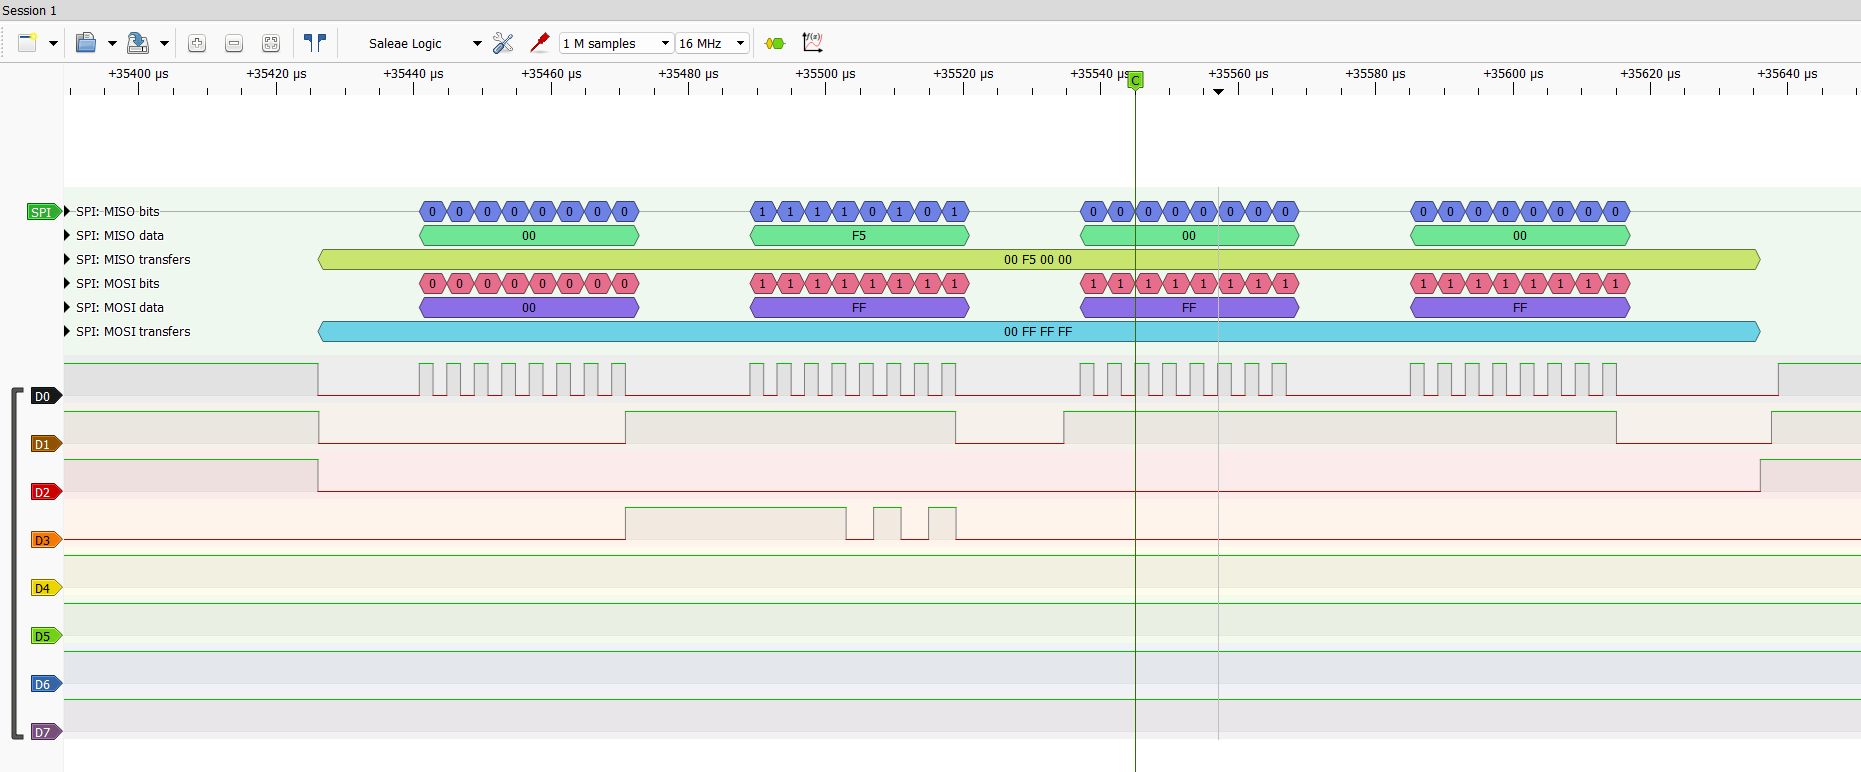 Session 1
Saleae Logic 1 M samples 16 MHz f(x)
+35400 µs +35420 µs +35440 µs +35460 µs +35480 µs +35500 µs +35520 µs +35540 µs +35560 µs +35580 µs +35600 µs +35620 µs +35640 µs
C
SPI SPI: MISO bits 0 0 0 0 0 0 0 0 1 1 1 1 0 1 0 1 0 0 0 0 0 0 0 0 0 0 0 0 0 0 0 0
SPI: MISO data 00 F5 00 00
SPI: MISO transfers 00 F5 00 00
SPI: MOSI bits 0 0 0 0 0 0 0 0 1 1 1 1 1 1 1 1 1 1 1 1 1 1 1 1 1 1 1 1 1 1 1 1
SPI: MOSI data 00 FF FF FF
SPI: MOSI transfers 00 FF FF FF
D0
D1
D2
D3
D4
D5
D6
D7